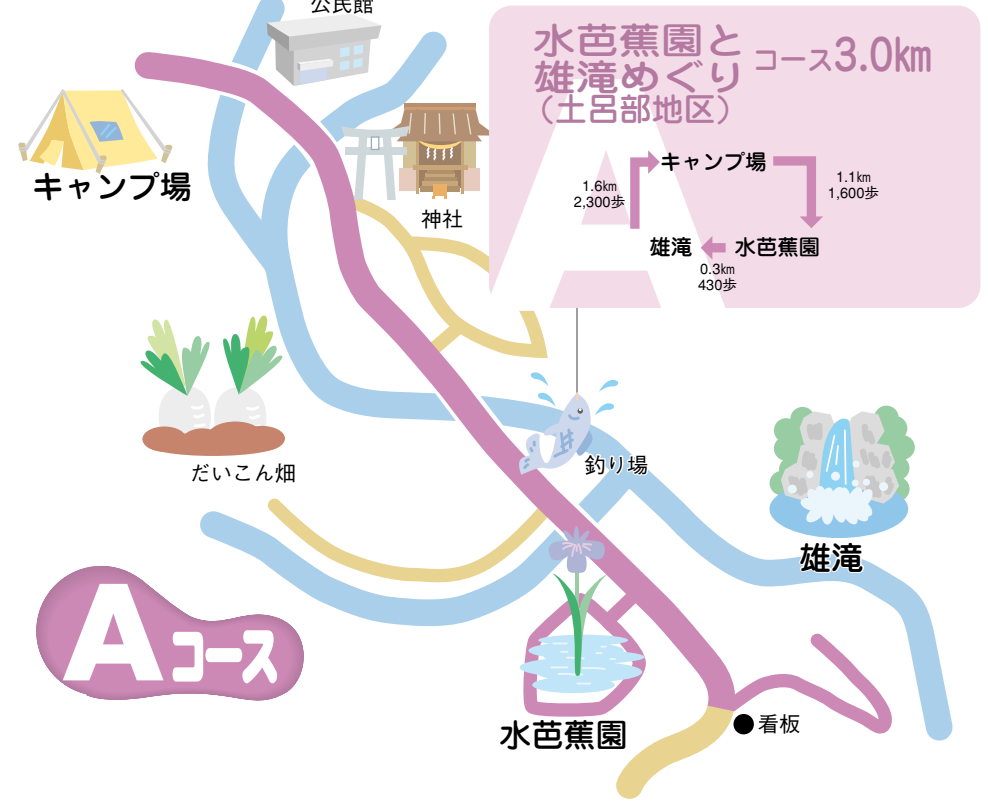 公民館
水芭蕉園と
雄滝めぐり
コース3.0㎞
（土呂部地区）
キャンプ場
1.6㎞
2,300歩
1.1㎞
1,600歩
雄滝
水芭蕉園
0.3㎞
430歩
キャンプ場
神社
だいこん畑
釣り場
雄滝
Aコース
水芭蕉園
看板